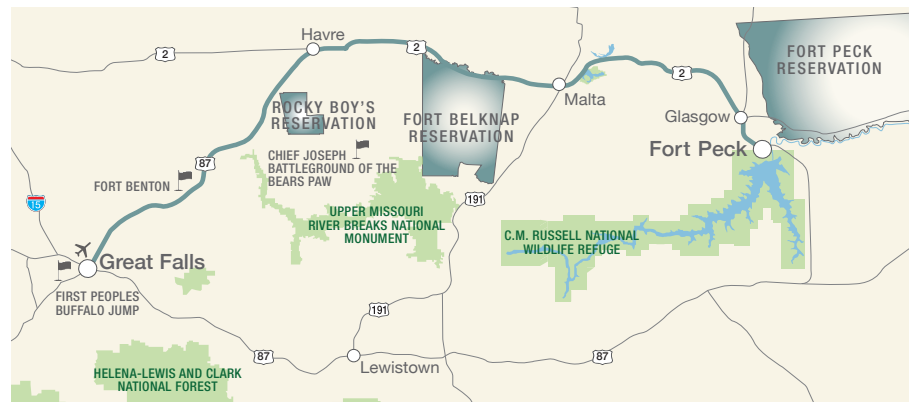 Havre
2
2
FORT PECK
RESERVATION
2
Malta
ROCKY BOY'S
RESERVATION
FORT BELKNAP
RESERVATION
Glasgow
Fort Peck
CHIEF JOSEPH
BATTLEGROUND OF THE
BEARS PAW
87
FORT BENTON
191
15
UPPER MISSOURI
RIVER BREAKS NATIONAL
MONUMENT
C.M. RUSSELL NATIONAL
WILDLIFE REFUGE
Great Falls
FIRST PEOPLES
BUFFALO JUMP
191
87
87
Lewistown
HELENA-LEWIS AND CLARK
NATIONAL FOREST